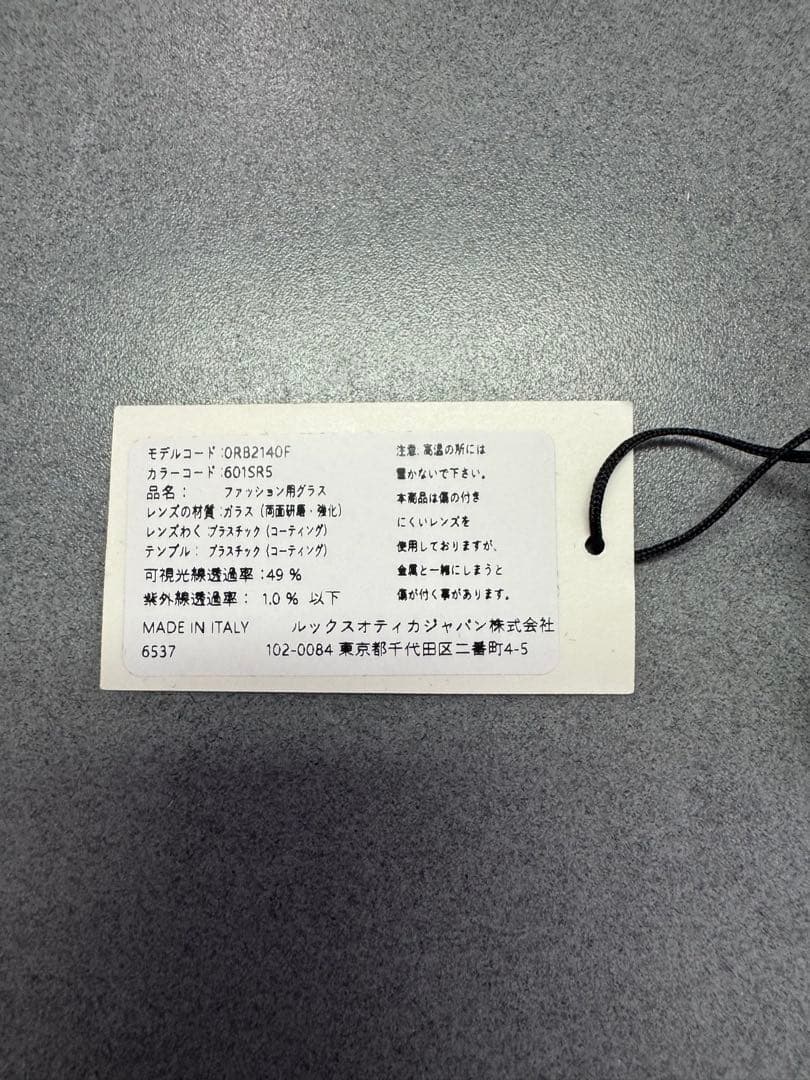 モデルコード:0RB2140F
カラーコード:601SR5
品名: ファッション用グラス
レンズの材質:ガラス(両面研磨・強化)
レンズわく プラスチック(コーティング)
テンプル: プラスチック(コーティング)
可視光線透過率:49 %
紫外線透過率: 1.0 % 以下
MADE IN ITALY ルックスオティカジャパン株式会社
6537 102-0084 東京都千代田区二番町4-5
注意、高温の所には
置かないで下さい。
本商品は傷の付き
にくいレンズを
使用しておりますが、
金属と一緒にしまうと
傷が付く事があります。